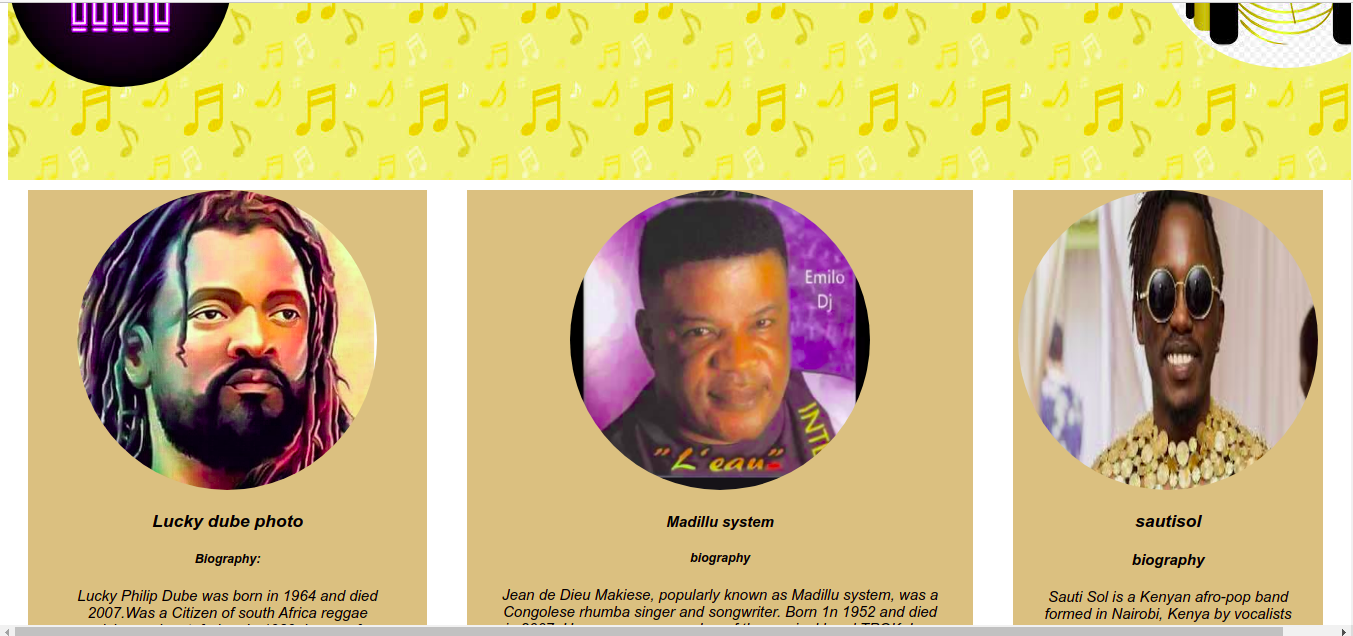 Emilo
Dj
INTE
"L'eau"
Lucky dube photo
Biography:
Lucky Philip Dube was born in 1964 and died
2007.Was a Citizen of south Africa reggae
Madillu system
biography
Jean de Dieu Makiese, popularly known as Madillu system, was a
Congolese rhumba singer and songwriter. Born 1n 1952 and died
sautisol
biography
Sauti Sol is a Kenyan afro-pop band
formed in Nairobi, Kenya by vocalists